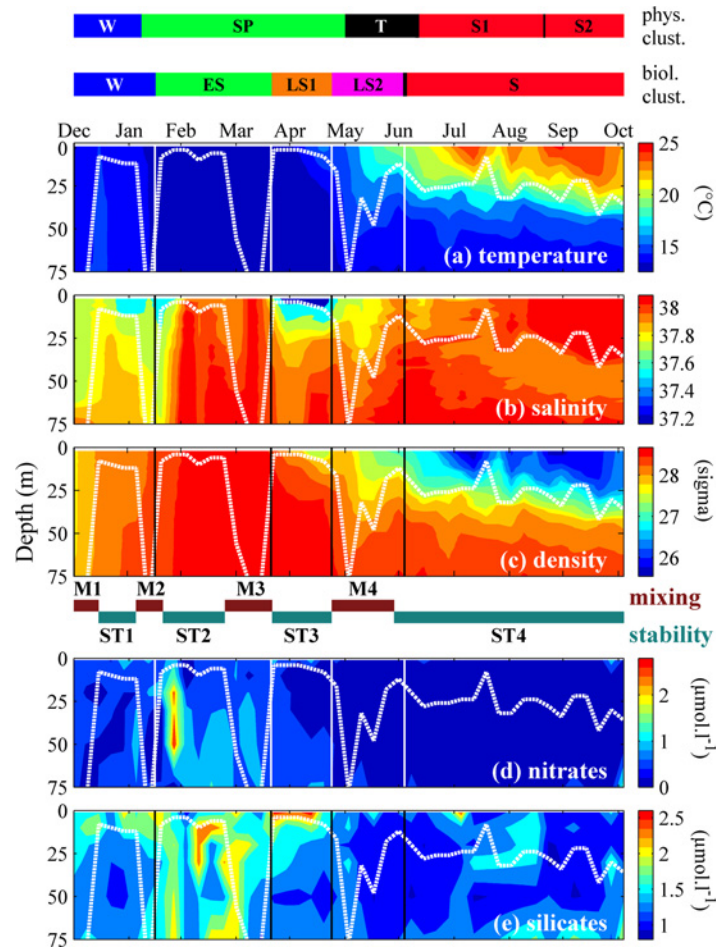 W SP T S1 S2 phys. clust.
W ES LS1 LS2 S biol. clust.
Dec Jan Feb Mar Apr May Jun Jul Aug Sep Oct
0
25
50
75
(a) temperature
25
20
15
(°C)
0
25
50
75
(b) salinity
38
37.8
37.6
37.4
37.2
Depth (m)
0
25
50
75
(c) density
28
27
26
(sigma)
M1 M2 M3 M4 mixing
ST1 ST2 ST3 ST4 stability
0
25
50
75
(d) nitrates
2
1
0
(µmol.l⁻¹)
0
25
50
75
(e) silicates
2.5
2
1.5
1
(µmol.l⁻¹)